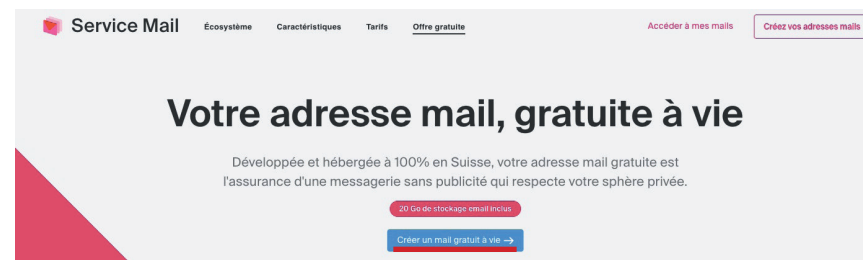 Service Mail Écosystème Caractéristiques Tarifs Offre gratuite Accéder à mes mails Créez vos adresses mails
Votre adresse mail, gratuite à vie
Développée et hébergée à 100% en Suisse, votre adresse mail gratuite est
l'assurance d'une messagerie sans publicité qui respecte votre sphère privée.
20 Go de stockage email inclus
Créer un mail gratuit à vie →